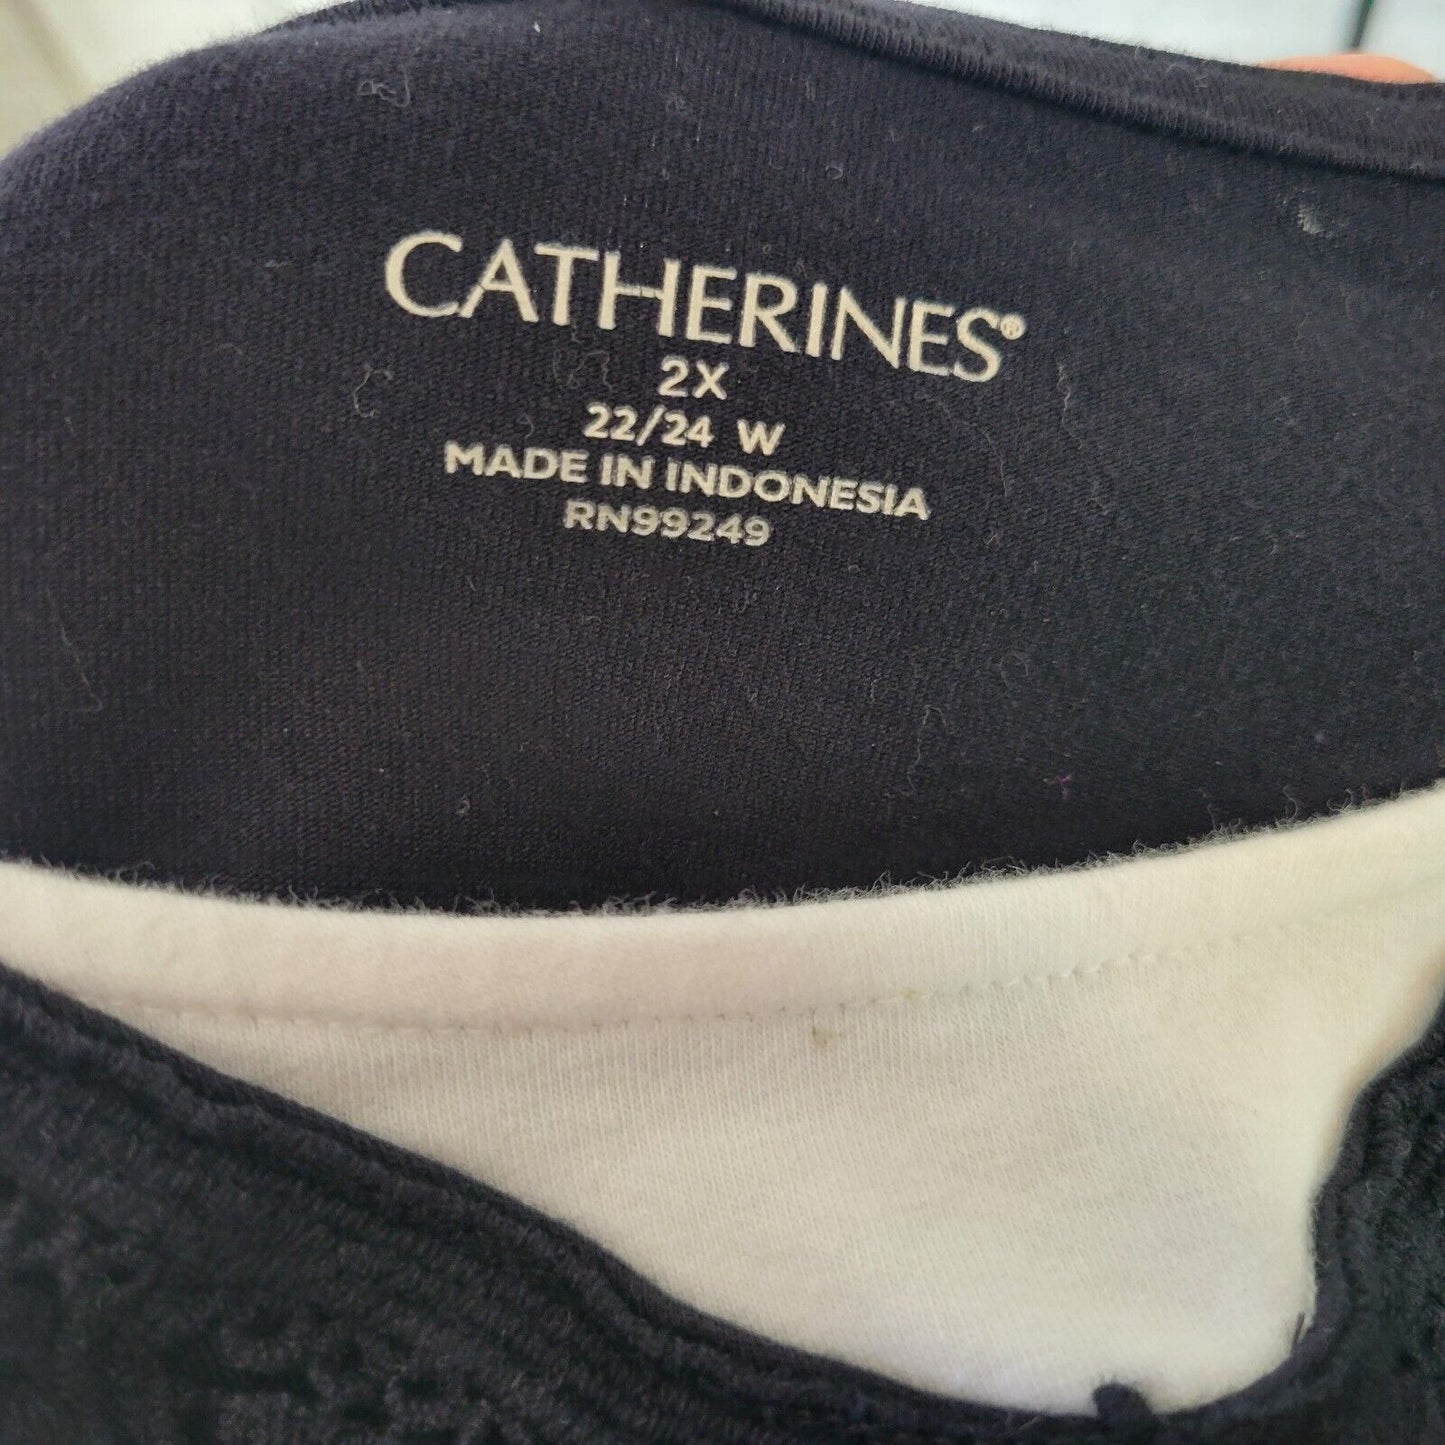 CATHERINES®
2X
22/24 W
MADE IN INDONESIA
RN99249